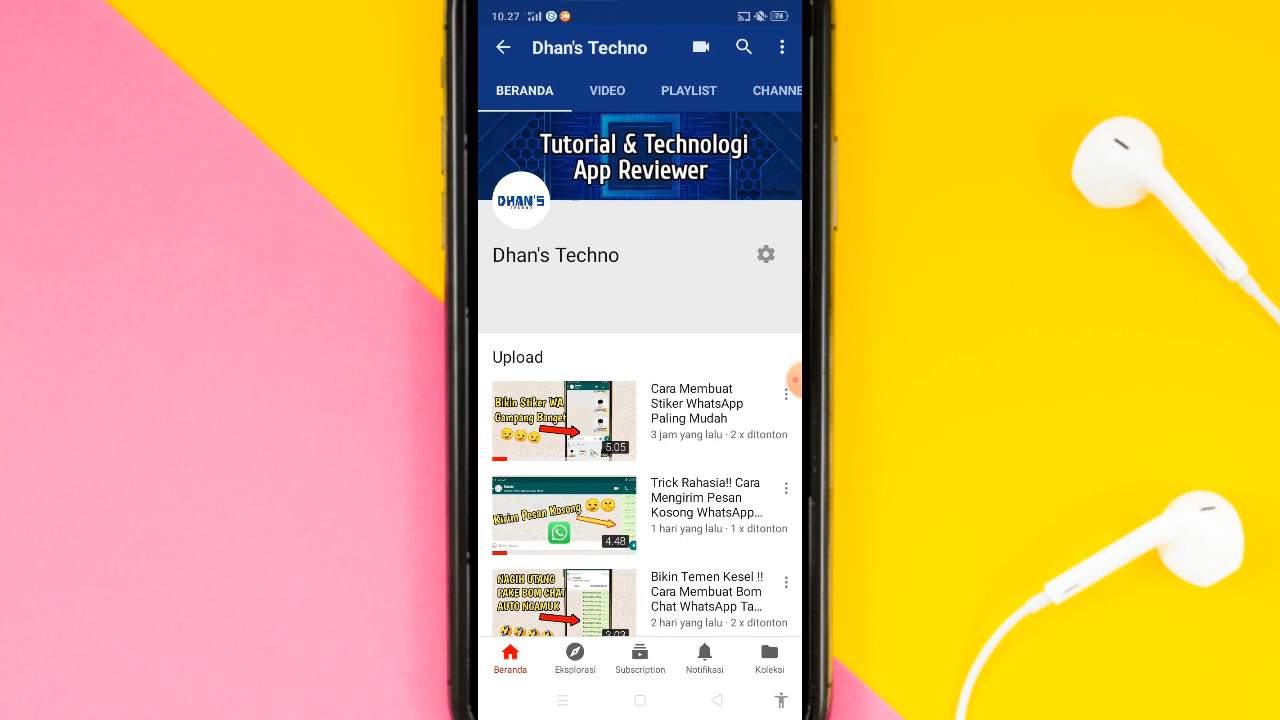 10.27
74
Dhan's Techno
BERANDA VIDEO PLAYLIST CHANNE
Tutorial & Technologi
App Reviewer
DHAN'S
TECHNO
Dhan's Techno
Upload
Bikin Stiker WA
Gampang Banget
5.05
Cara Membuat
Stiker WhatsApp
Paling Mudah
3 jam yang lalu · 2 x ditonton
Kirim Pesan Kosong
4.48
Trick Rahasia!! Cara
Mengirim Pesan
Kosong WhatsApp...
1 hari yang lalu · 1 x ditonton
NAGIH UTANG
PAKE BOM CHAT
AUTO NGAMUK
3.02
Bikin Temen Kesel !!
Cara Membuat Bom
Chat WhatsApp Ta...
2 hari yang lalu · 2 x ditonton
Beranda Eksplorasi Subscription Notifikasi Koleksi